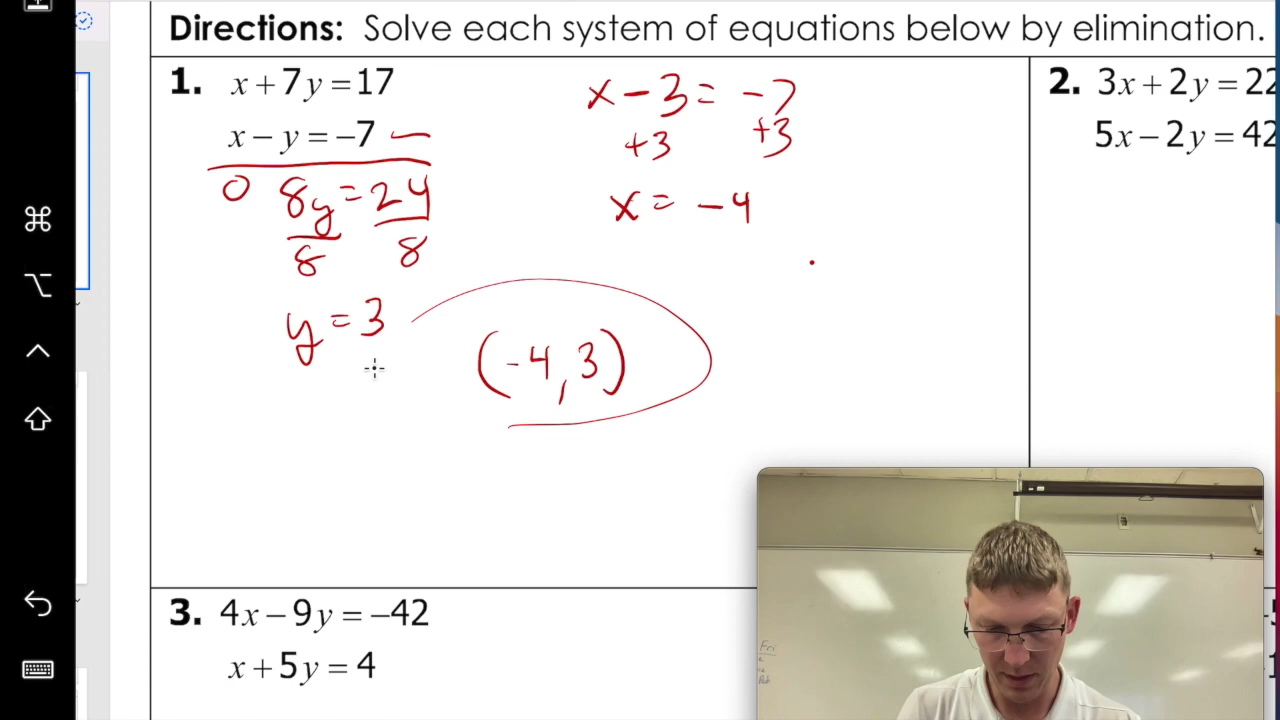 Directions: Solve each system of equations below by elimination.
1. x + 7y = 17
x − y = −7 −
0 8y = 24
8 8
y = 3
x − 3 = −7
+3 +3
x = −4
(-4, 3)
2. 3x + 2y = 22
5x − 2y = 42
3. 4x − 9y = −42
x + 5y = 4
Fri